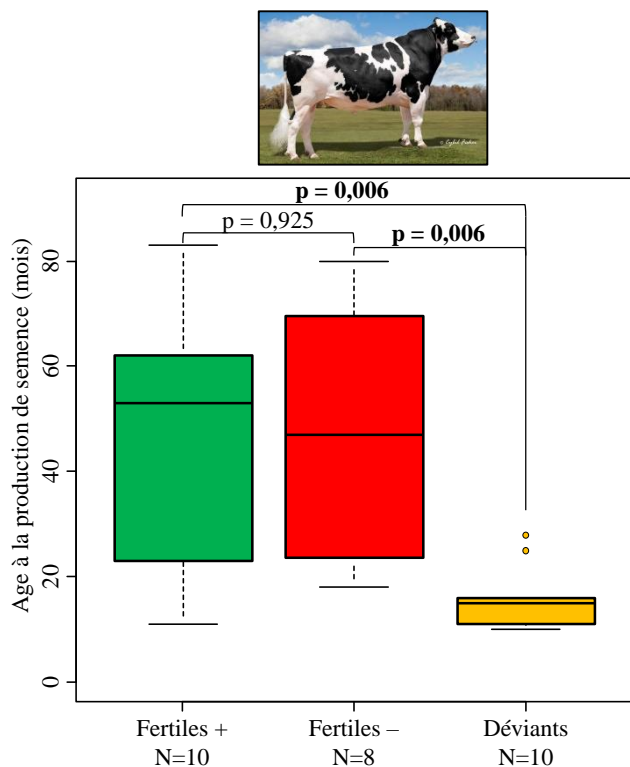 p = 0,006
p = 0,925
p = 0,006
Age à la production de semence (mois)
80
60
40
20
0
Fertiles +
N=10
Fertiles –
N=8
Déviants
N=10